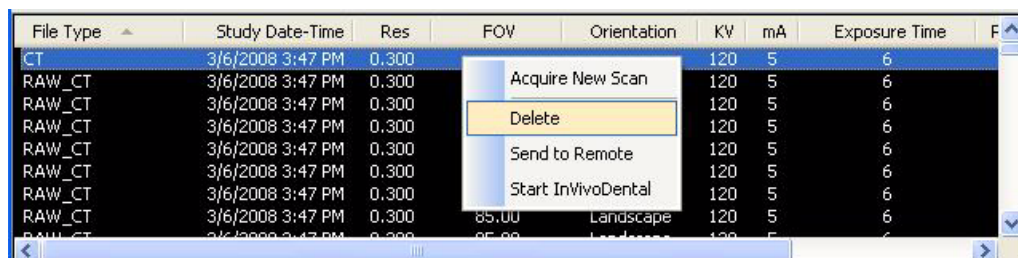 File Type Study Date-Time Res FOV Orientation KV mA Exposure Time
CT 3/6/2008 3:47 PM 0.300 120 5 6
RAW_CT 3/6/2008 3:47 PM 0.300 Acquire New Scan 120 5 6
RAW_CT 3/6/2008 3:47 PM 0.300 120 5 6
RAW_CT 3/6/2008 3:47 PM 0.300 Delete 120 5 6
RAW_CT 3/6/2008 3:47 PM 0.300 Send to Remote 120 5 6
RAW_CT 3/6/2008 3:47 PM 0.300 Start InVivoDental 120 5 6
RAW_CT 3/6/2008 3:47 PM 0.300 85.00 Landscape 120 5 6